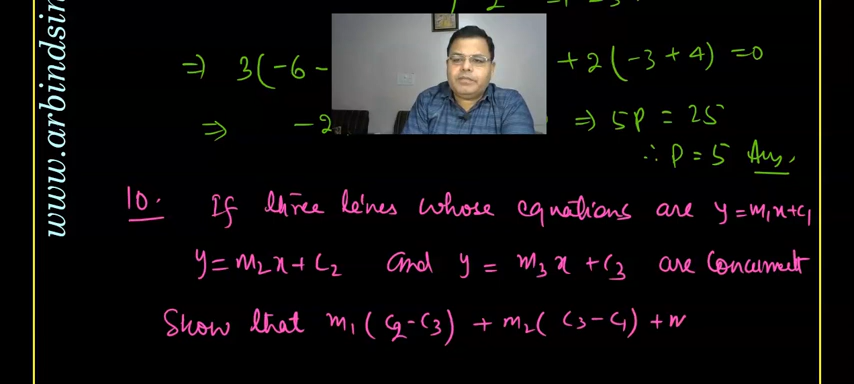 www.arbindsin
⇒ 3(-6- + 2(-3+4) = 0
⇒ -2 ⇒ 5P = 25
∴ P = 5 Ans.
10. If three lines whose equations are y = m₁x+c₁
y = m₂x + c₂ and y = m₃x + c₃ are concurrent
Show that m₁(c₂-c₃) + m₂(c₃-c₁) + m